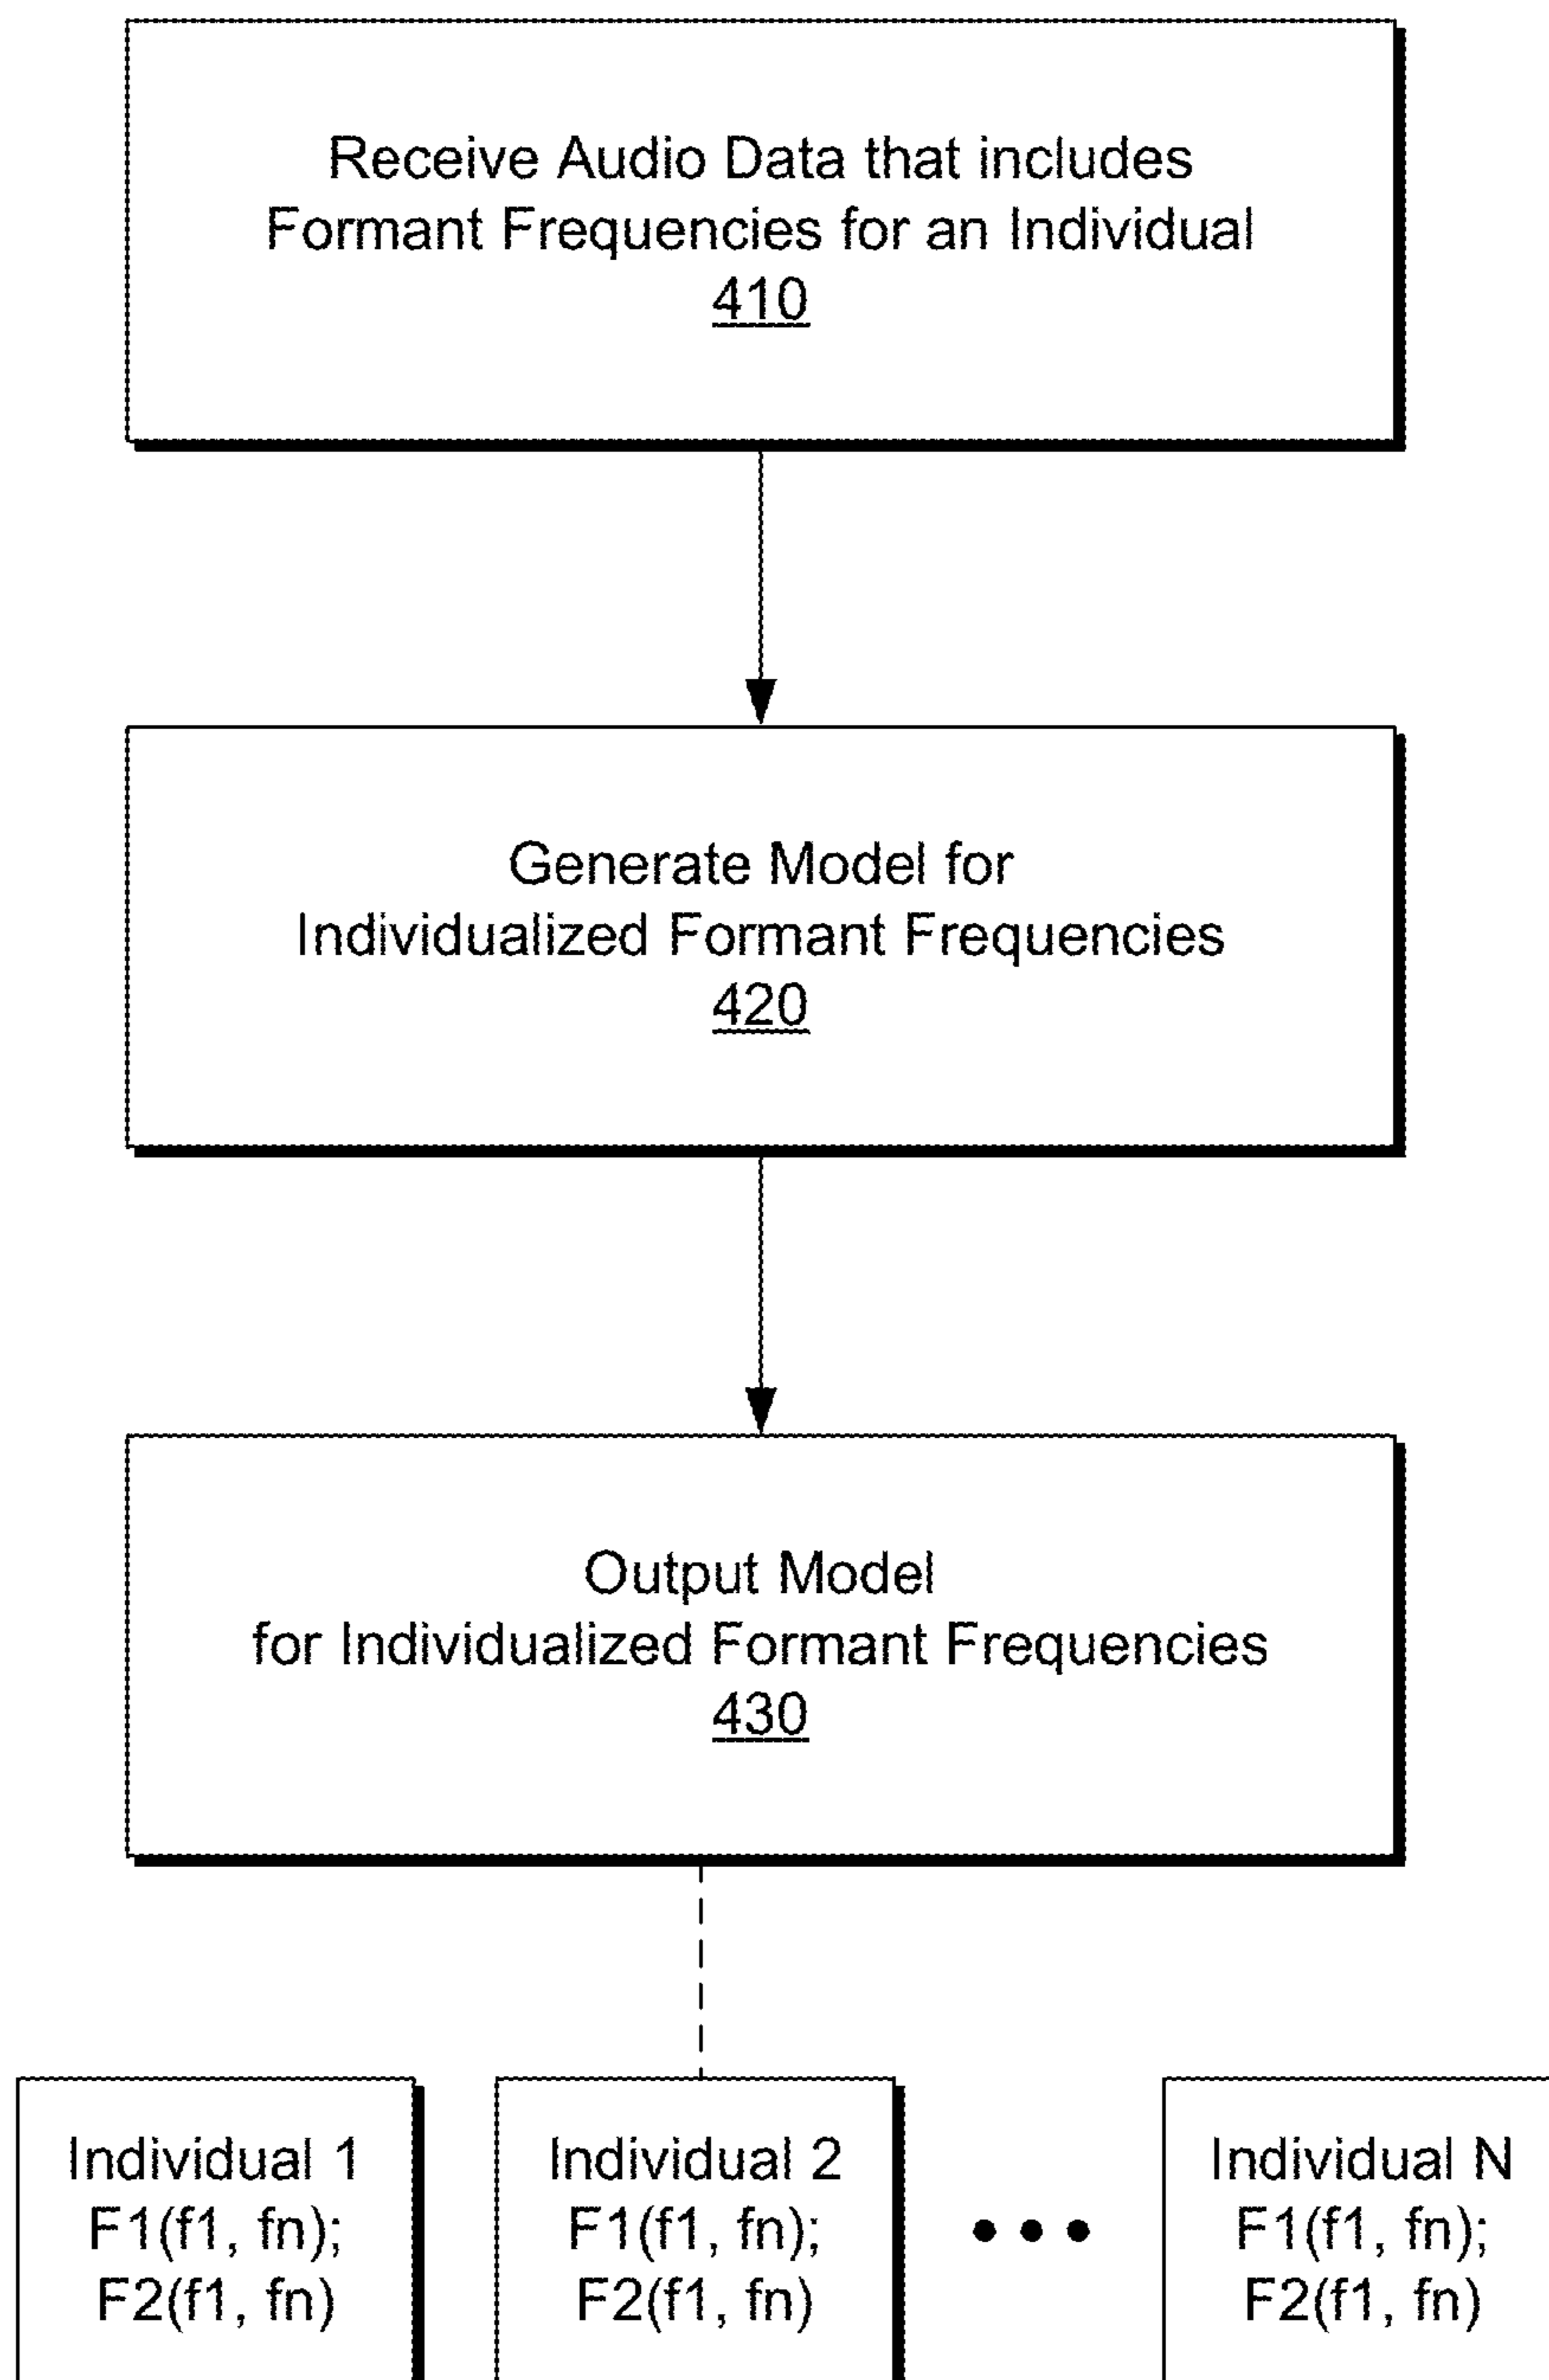 Receive Audio Data that includes
Formant Frequencies for an Individual
410
Generate Model for
Individualized Formant Frequencies
420
Output Model
for Individualized Formant Frequencies
430
Individual 1
F1(f1, fn);
F2(f1, fn)
Individual 2
F1(f1, fn);
F2(f1, fn)
• • •
Individual N
F1(f1, fn);
F2(f1, fn)